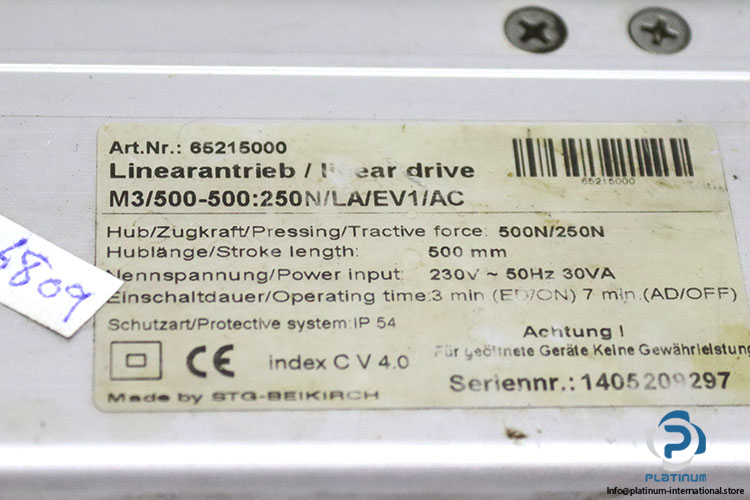 Art.Nr.: 65215000
Linearantrieb / linear drive
65215000
M3/500-500:250N/LA/EV1/AC
Hub/Zugkraft/Pressing/Tractive force: 500N/250N
Hublänge/Stroke length: 500 mm
Nennspannung/Power input: 230V ~ 50Hz 30VA
Einschaltdauer/Operating time:3 min (ED/ON) 7 min.(AD/OFF)
Schutzart/Protective system:IP 54
Achtung !
Für geöffnete Geräte Keine Gewährleistung
CE index C V 4.0
Seriennr.: 1405209297
Made by STG-BEIKIRCH
6809
PLATINUM
Info@platinum-international.store